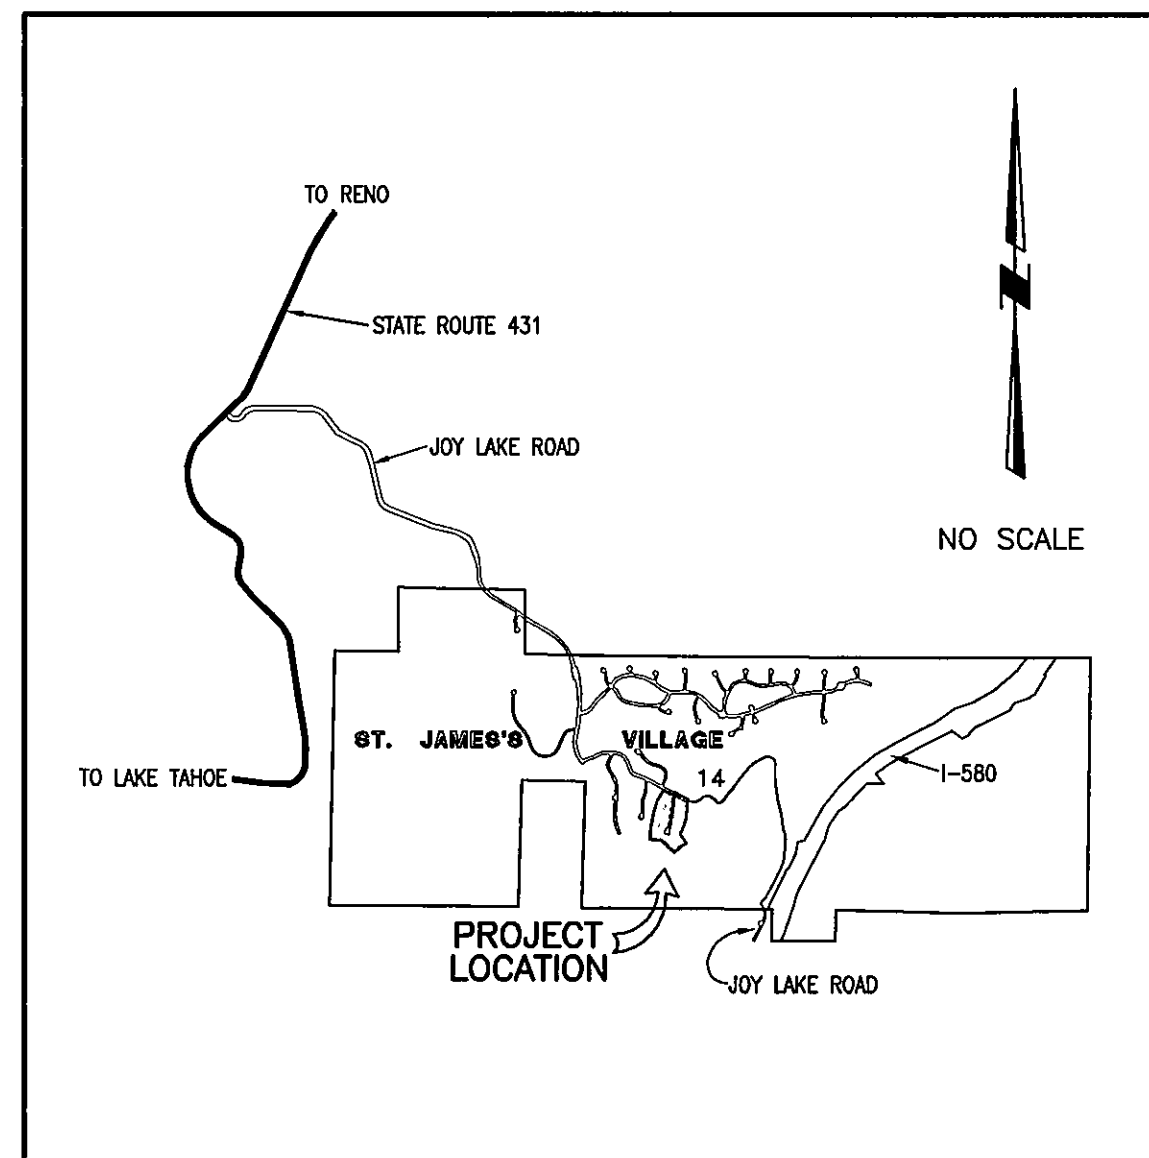 TO RENO
STATE ROUTE 431
JOY LAKE ROAD
N
NO SCALE
ST. JAMES'S VILLAGE
14
I-580
TO LAKE TAHOE
PROJECT
LOCATION
JOY LAKE ROAD